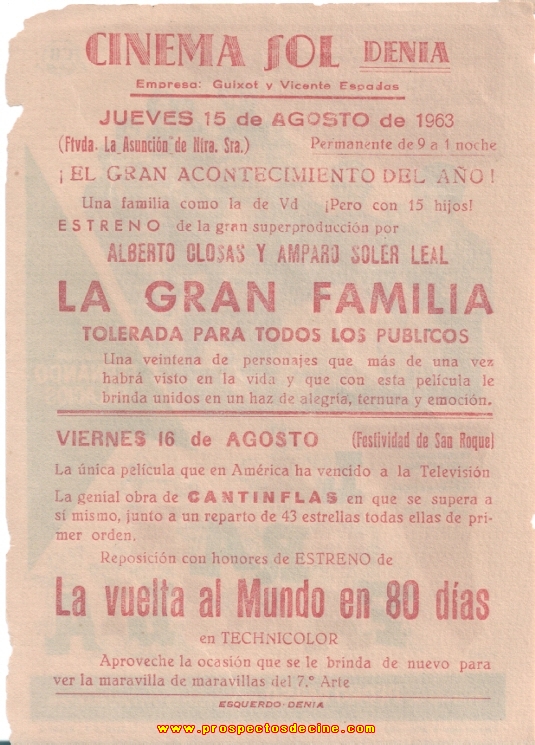 CINEMA SOL DENIA
Empresa: Guixot y Vicente Espadas
JUEVES 15 de AGOSTO de 1963
(Ftvda. La Asunción de Ntra. Sra.) Permanente de 9 a 1 noche
¡EL GRAN ACONTECIMIENTO DEL AÑO!
Una familia como la de Vd ¡Pero con 15 hijos!
ESTRENO de la gran superproducción por
ALBERTO CLOSAS Y AMPARO SOLER LEAL
LA GRAN FAMILIA
TOLERADA PARA TODOS LOS PUBLICOS
Una veintena de personajes que más de una vez
habrá visto en la vida y que con esta película le
brinda unidos en un haz de alegría, ternura y emoción.
VIERNES 16 de AGOSTO (Festividad de San Roque)
La única película que en América ha vencido a la Televisión
La genial obra de CANTINFLAS en que se supera a
sí mismo, junto a un reparto de 43 estrellas todas ellas de pri-
mer orden.
Reposición con honores de ESTRENO de
La vuelta al Mundo en 80 días
en TECHNICOLOR
Aproveche la ocasión que se le brinda de nuevo para
ver la maravilla de maravillas del 7.º Arte
ESQUERDO-DENIA
www.prospectosdecine.com